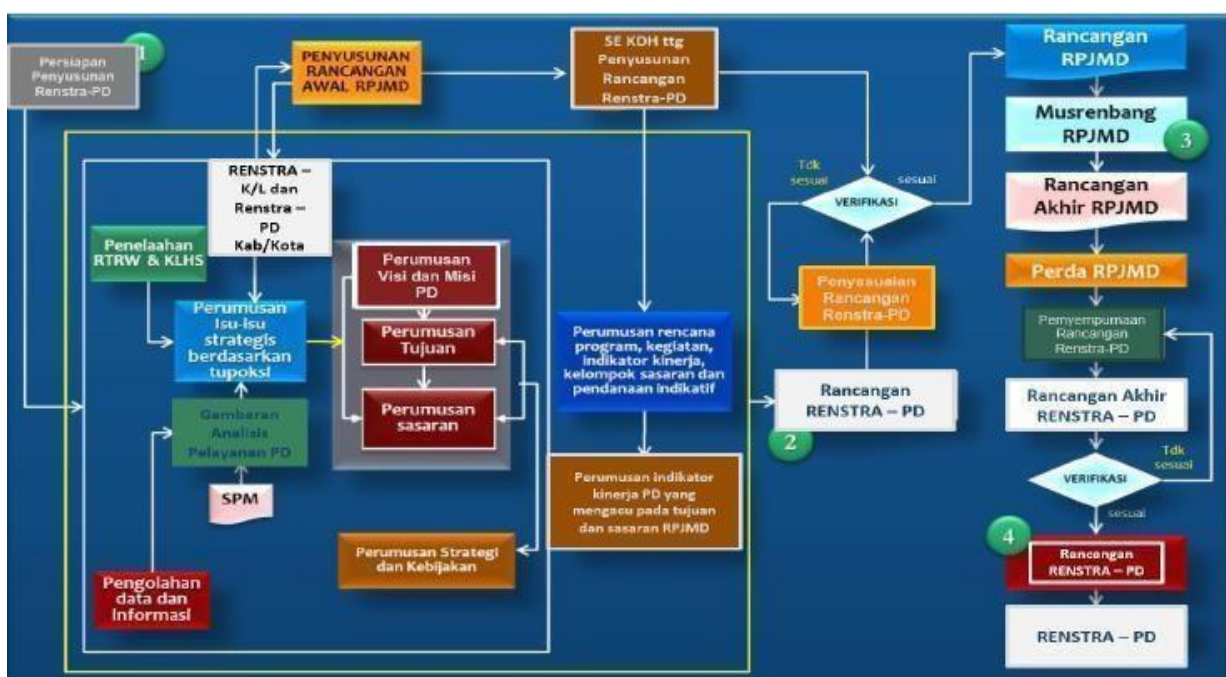 1
Persiapan
Penyusunan
Renstra-PD
PENYUSUNAN
RANCANGAN
AWAL RPJMD
SE KDH ttg
Penyusunan
Rancangan
Renstra-PD
RENSTRA –
K/L dan
Renstra –
PD
Kab/Kota
Penelaahan
RTRW & KLHS
Perumusan
Isu-isu
strategis
berdasarkan
tupoksi
Gambaran
Analisis
Pelayanan PD
SPM
Pengolahan
data dan
informasi
Perumusan
Visi dan Misi
PD
Perumusan
Tujuan
Perumusan
sasaran
Perumusan Strategi
dan Kebijakan
Perumusan rencana
program, kegiatan,
indikator kinerja,
kelompok sasaran dan
pendanaan indikatif
Perumusan indikator
kinerja PD yang
mengacu pada tujuan
dan sasaran RPJMD
Rancangan
RENSTRA – PD
2
Penyesuaian
Rancangan
Renstra-PD
Tdk
sesuai
sesuai
VERIFIKASI
Rancangan
RPJMD
Musrenbang
RPJMD
3
Rancangan
Akhir RPJMD
Perda RPJMD
Penyempurnaan
Rancangan
Renstra-PD
Rancangan Akhir
RENSTRA – PD
Tdk
sesuai
VERIFIKASI
sesuai
4
Rancangan
RENSTRA – PD
RENSTRA – PD